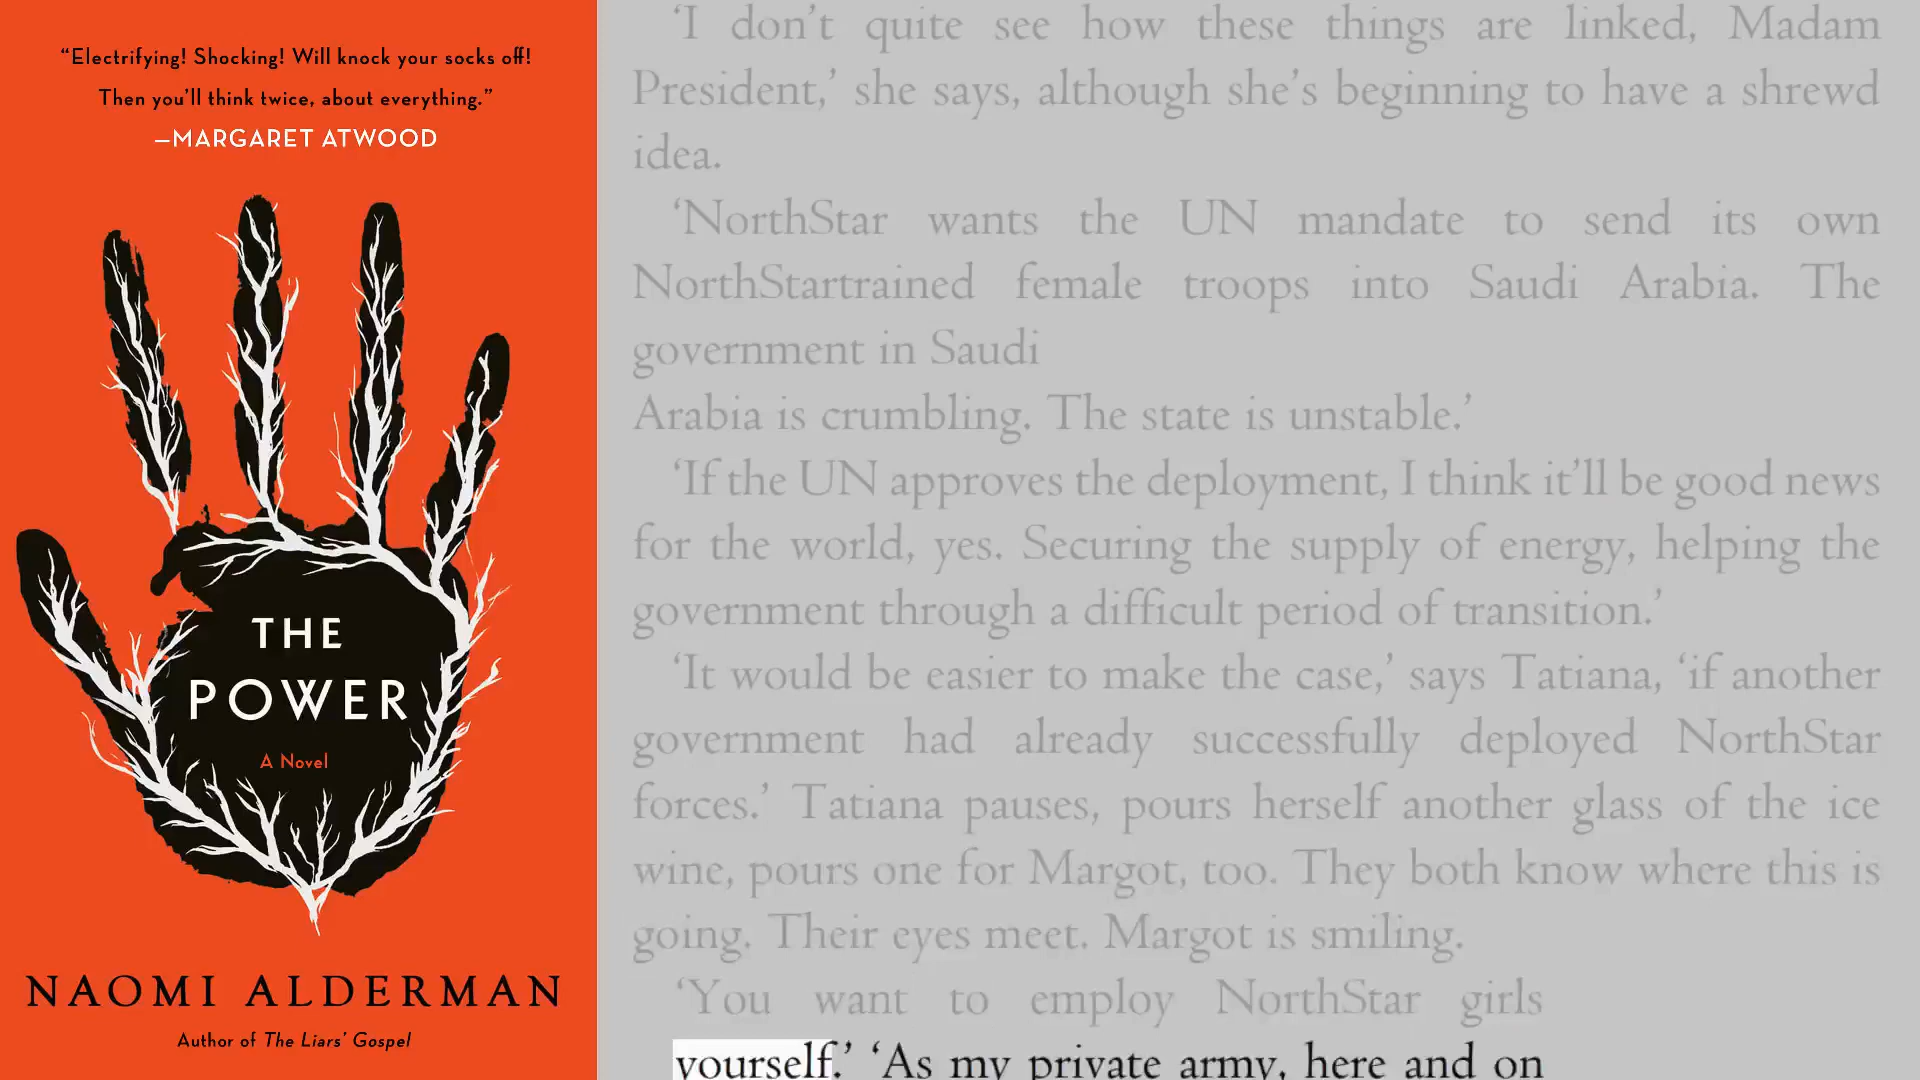 “Electrifying! Shocking! Will knock your socks off!
Then you’ll think twice, about everything.”
—MARGARET ATWOOD
THE
POWER
A Novel
NAOMI ALDERMAN
Author of The Liars’ Gospel
‘I don’t quite see how these things are linked, Madam
President,’ she says, although she’s beginning to have a shrewd
idea.
‘NorthStar wants the UN mandate to send its own
NorthStartrained female troops into Saudi Arabia. The
government in Saudi
Arabia is crumbling. The state is unstable.’
‘If the UN approves the deployment, I think it’ll be good news
for the world, yes. Securing the supply of energy, helping the
government through a difficult period of transition.’
‘It would be easier to make the case,’ says Tatiana, ‘if another
government had already successfully deployed NorthStar
forces.’ Tatiana pauses, pours herself another glass of the ice
wine, pours one for Margot, too. They both know where this is
going. Their eyes meet. Margot is smiling.
‘You want to employ NorthStar girls
yourself.’ ‘As my private army, here and on